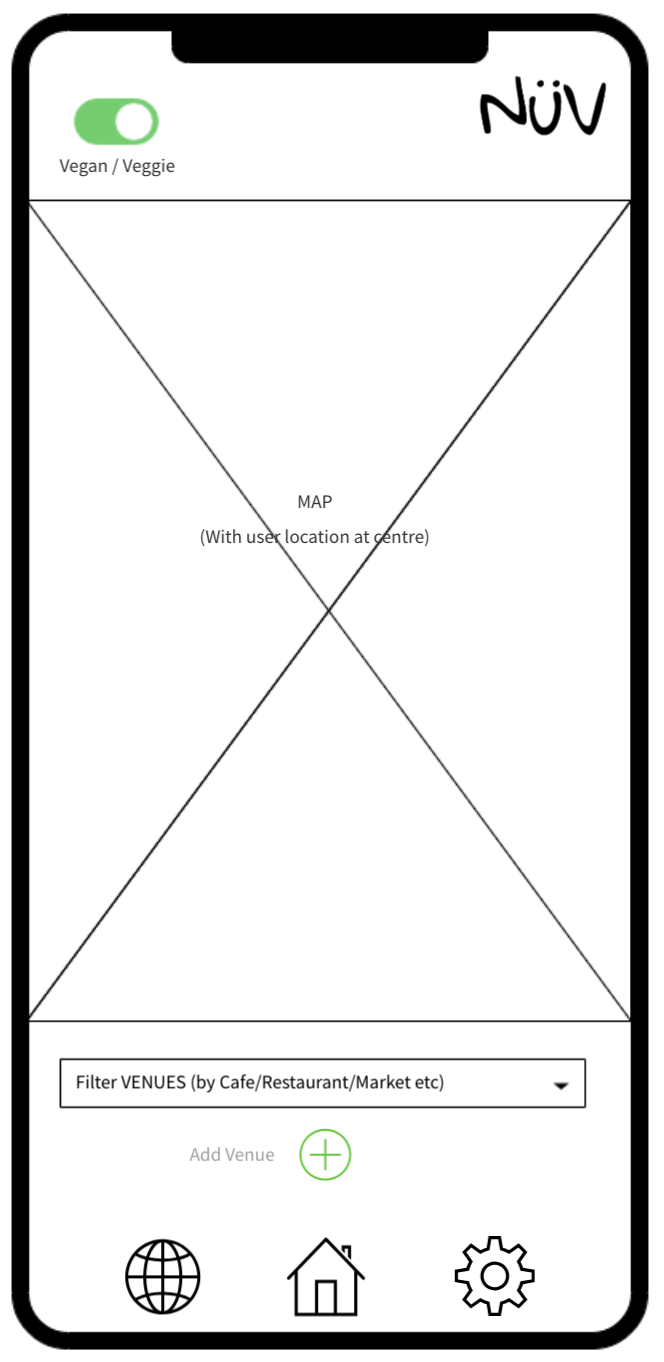 NüV
Vegan / Veggie
MAP
(With user location at centre)
Filter VENUES (by Cafe/Restaurant/Market etc)
Add Venue